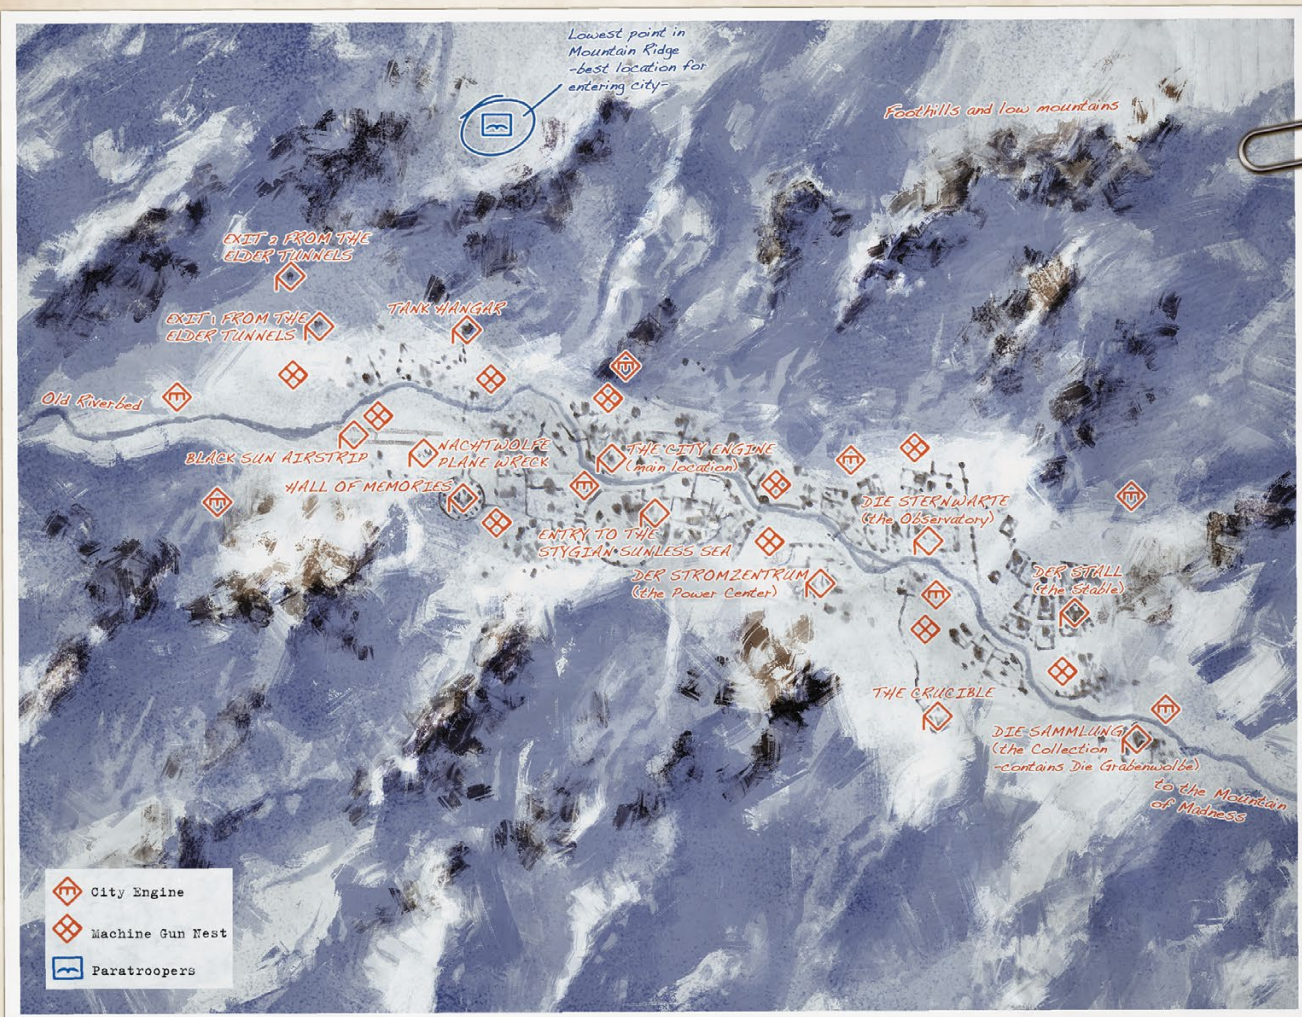 Lowest point in
Mountain Ridge
-best location for
entering city-
Foothills and low mountains
EXIT 2 FROM THE
ELDER TUNNELS
EXIT 1 FROM THE
ELDER TUNNELS
TANK HANGAR
Old Riverbed
BLACK SUN AIRSTRIP
NACHTWOLFE
PLANE WRECK
THE CITY ENGINE
(main location)
HALL OF MEMORIES
DIE STERNWARTE
(the Observatory)
ENTRY TO THE
STYGIAN SUNLESS SEA
DER STROMZENTRUM
(the Power Center)
DER STALL
(the Stable)
THE CRUCIBLE
DIE SAMMLUNG
(the Collection
-contains Die Grabenwolbe)
to the Mountain
of Madness
City Engine
Machine Gun Nest
Paratroopers